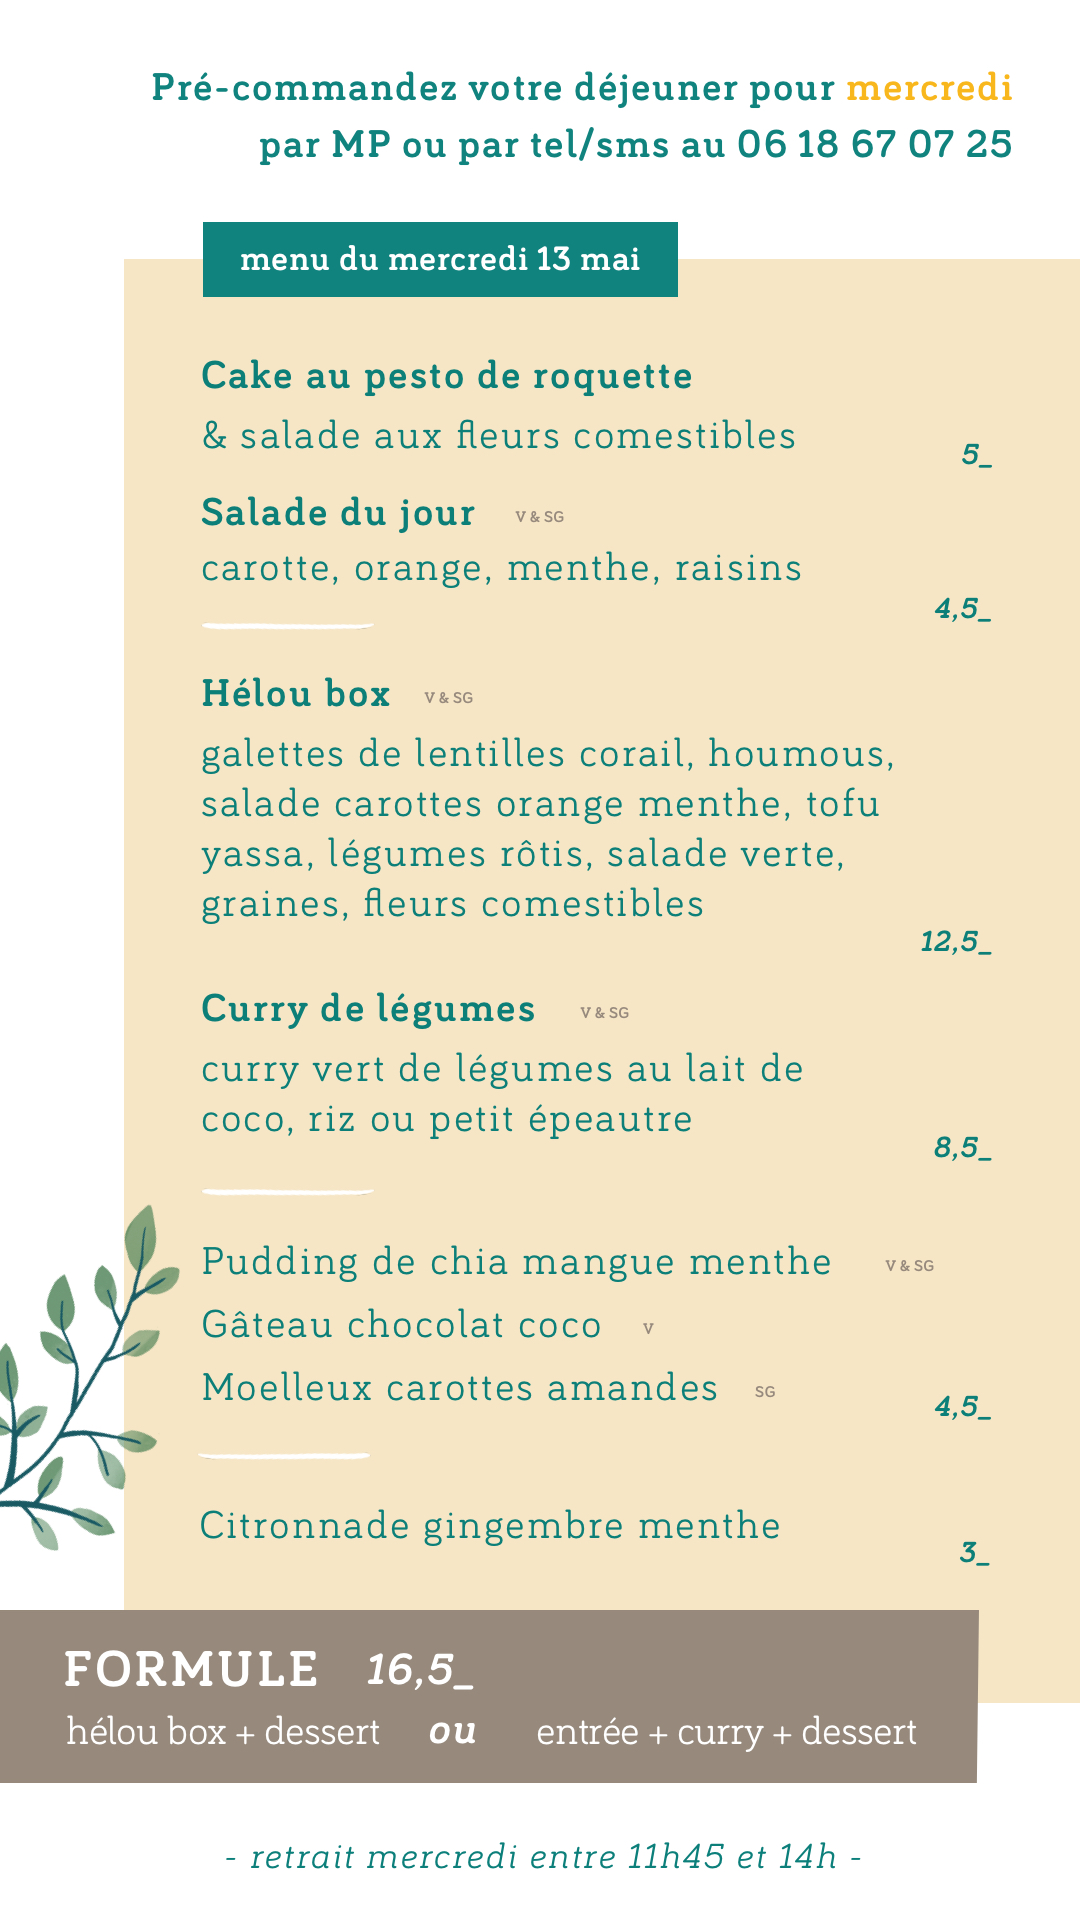 Pré-commandez votre déjeuner pour mercredi
par MP ou par tel/sms au 06 18 67 07 25
menu du mercredi 13 mai
Cake au pesto de roquette
& salade aux fleurs comestibles
5_
Salade du jour V & SG
carotte, orange, menthe, raisins
4,5_
Hélou box V & SG
galettes de lentilles corail, houmous,
salade carottes orange menthe, tofu
yassa, légumes rôtis, salade verte,
graines, fleurs comestibles
12,5_
Curry de légumes V & SG
curry vert de légumes au lait de
coco, riz ou petit épeautre
8,5_
Pudding de chia mangue menthe V & SG
Gâteau chocolat coco V
Moelleux carottes amandes SG
4,5_
Citronnade gingembre menthe
3_
FORMULE 16,5_
hélou box + dessert ou entrée + curry + dessert
- retrait mercredi entre 11h45 et 14h -